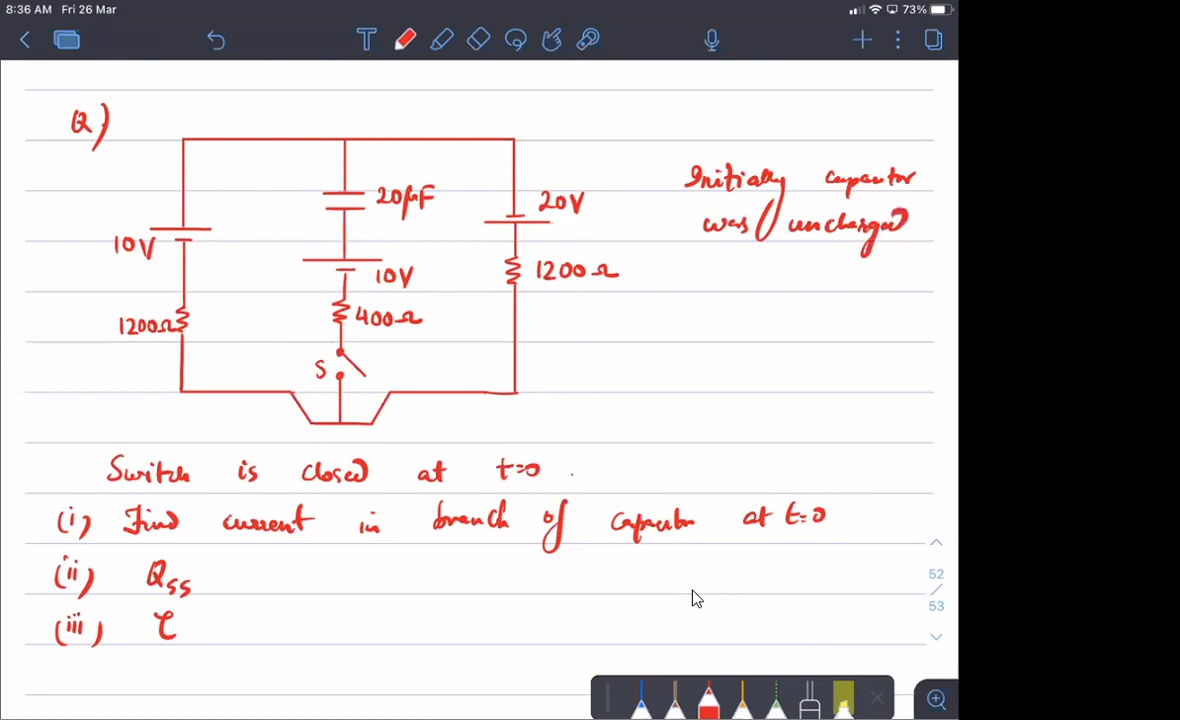 8:36 AM Fri 26 Mar
73%
Q)
20μF
20V
Initially capacitor
was uncharged
10V
10V
1200Ω
1200Ω
400Ω
S
Switch is closed at t=0.
(i) Find current in branch of capacitor at t=0
(ii) Qss
52
53
(iii) τ